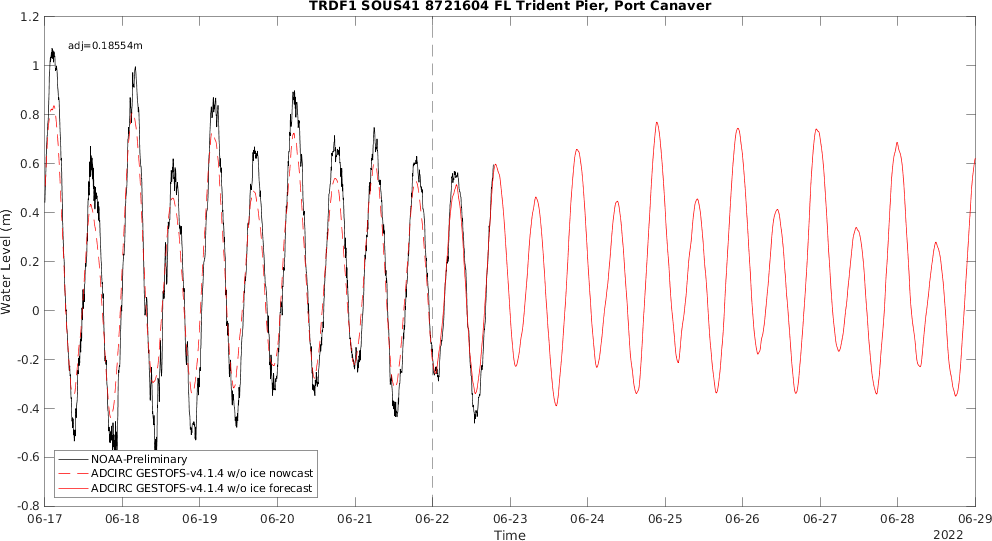 TRDF1 SOUS41 8721604 FL Trident Pier, Port Canaver
1.2
adj=0.18554m
1
0.8
0.6
0.4
0.2
0
-0.2
-0.4
-0.6
-0.8
Water Level (m)
NOAA-Preliminary
ADCIRC GESTOFS-v4.1.4 w/o ice nowcast
ADCIRC GESTOFS-v4.1.4 w/o ice forecast
06-17 06-18 06-19 06-20 06-21 06-22 06-23 06-24 06-25 06-26 06-27 06-28 06-29
Time
2022